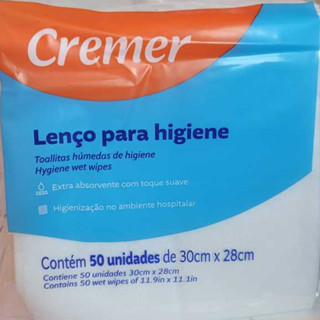 Cremer
Lenço para higiene
Toallitas húmedas de higiene
Hygiene wet wipes
Extra absorvente com toque suave
Higienização no ambiente hospitalar
Contém 50 unidades de 30cm x 28cm
Contiene 50 unidades 30cm x 28cm
Contains 50 wet wipes of 11.9in x 11.1in